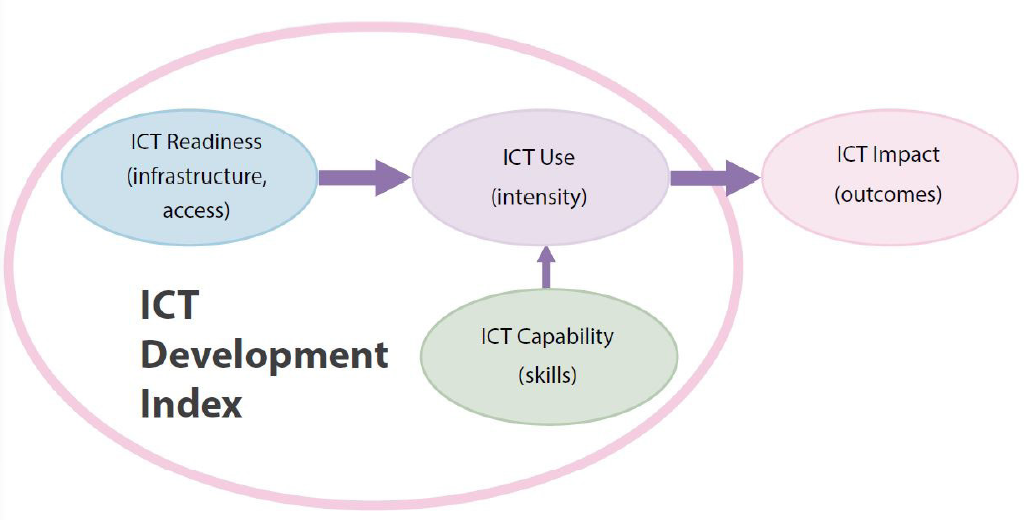 ICT Readiness
(infrastructure,
access)
ICT Use
(intensity)
ICT Impact
(outcomes)
ICT Capability
(skills)
ICT
Development
Index